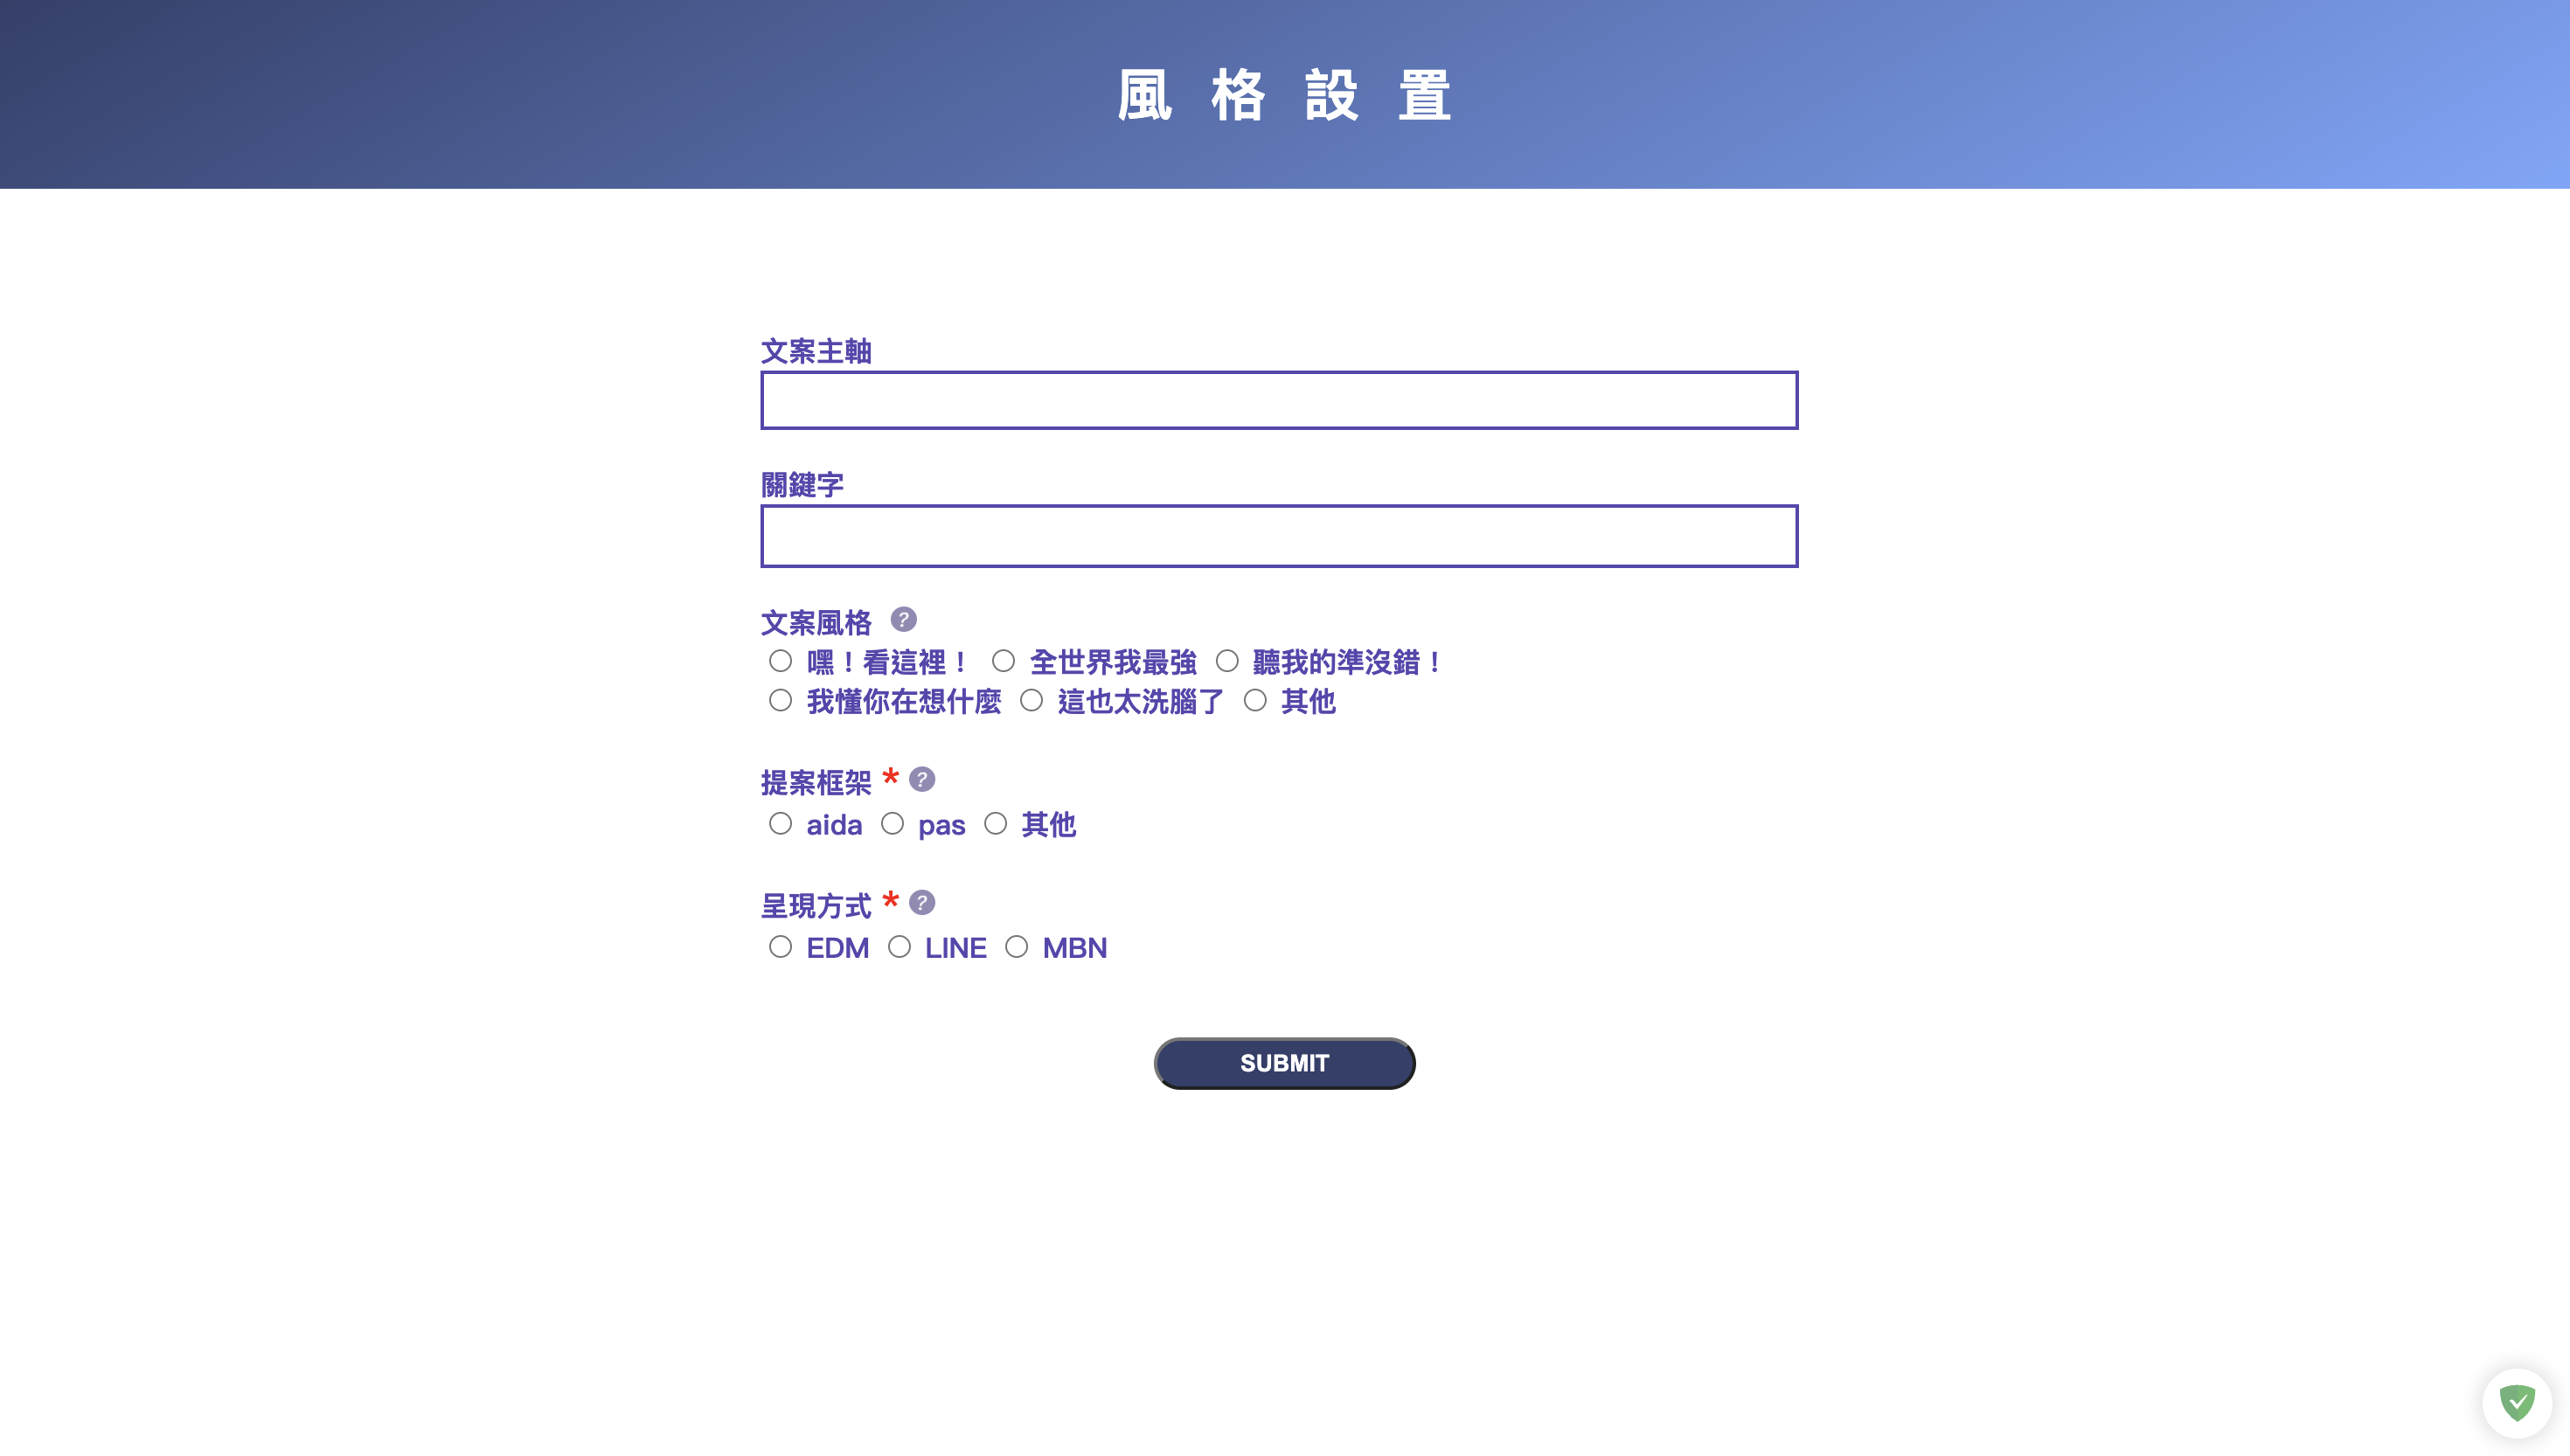 風格設置
文案主軸
關鍵字
文案風格 ?
嘿！看這裡！ 全世界我最強 聽我的準沒錯！
我懂你在想什麼 這也太洗腦了 其他
提案框架 * ?
aida pas 其他
呈現方式 * ?
EDM LINE MBN
SUBMIT